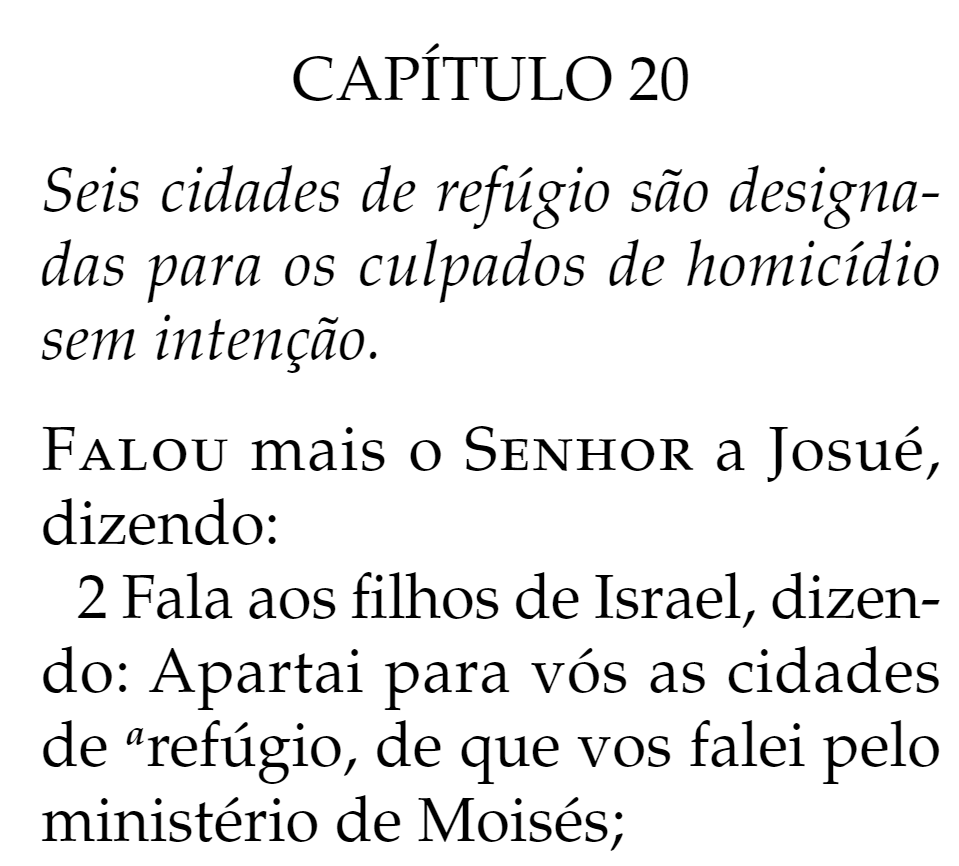 CAPÍTULO 20
Seis cidades de refúgio são designa-
das para os culpados de homicídio
sem intenção.
Falou mais o Senhor a Josué,
dizendo:
2 Fala aos filhos de Israel, dizen-
do: Apartai para vós as cidades
de ᵃrefúgio, de que vos falei pelo
ministério de Moisés;